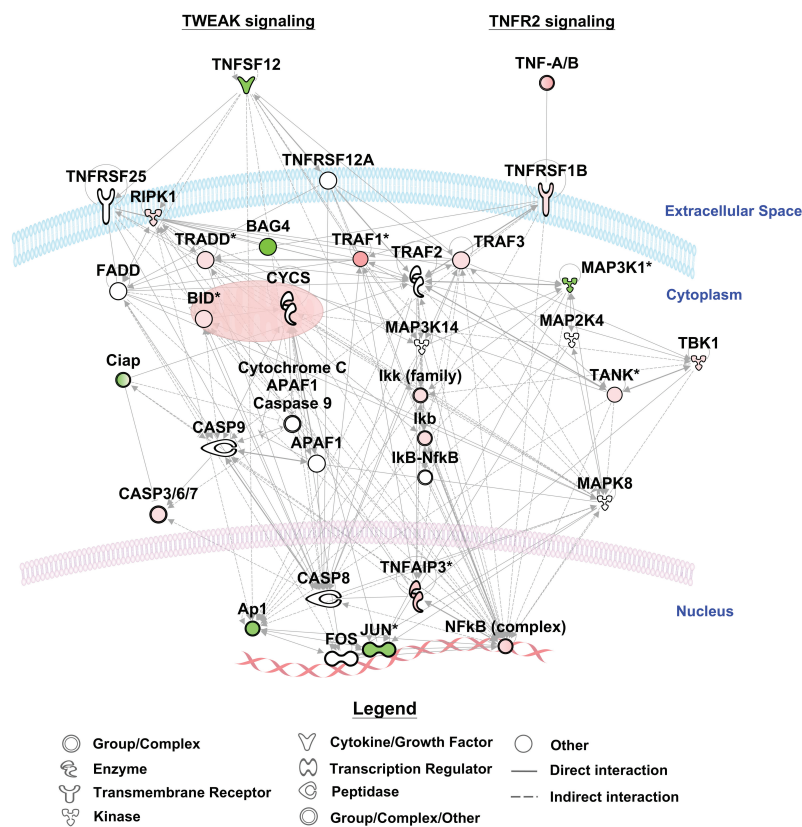 TWEAK signaling
TNFR2 signaling
TNFSF12
TNF-A/B
TNFRSF12A
TNFRSF25
TNFRSF1B
RIPK1
Extracellular Space
BAG4
TRADD*
TRAF1*
TRAF2
TRAF3
FADD
MAP3K1*
CYCS
Cytoplasm
BID*
MAP3K14
MAP2K4
TBK1
Ciap
Cytochrome C
APAF1
Caspase 9
Ikk (family)
TANK*
Ikb
CASP9
APAF1
IkB-NfkB
MAPK8
CASP3/6/7
CASP8
TNFAIP3*
Nucleus
Ap1
FOS
JUN*
NFkB (complex)
Legend
Group/Complex
Enzyme
Transmembrane Receptor
Kinase
Cytokine/Growth Factor
Transcription Regulator
Peptidase
Group/Complex/Other
Other
Direct interaction
Indirect interaction